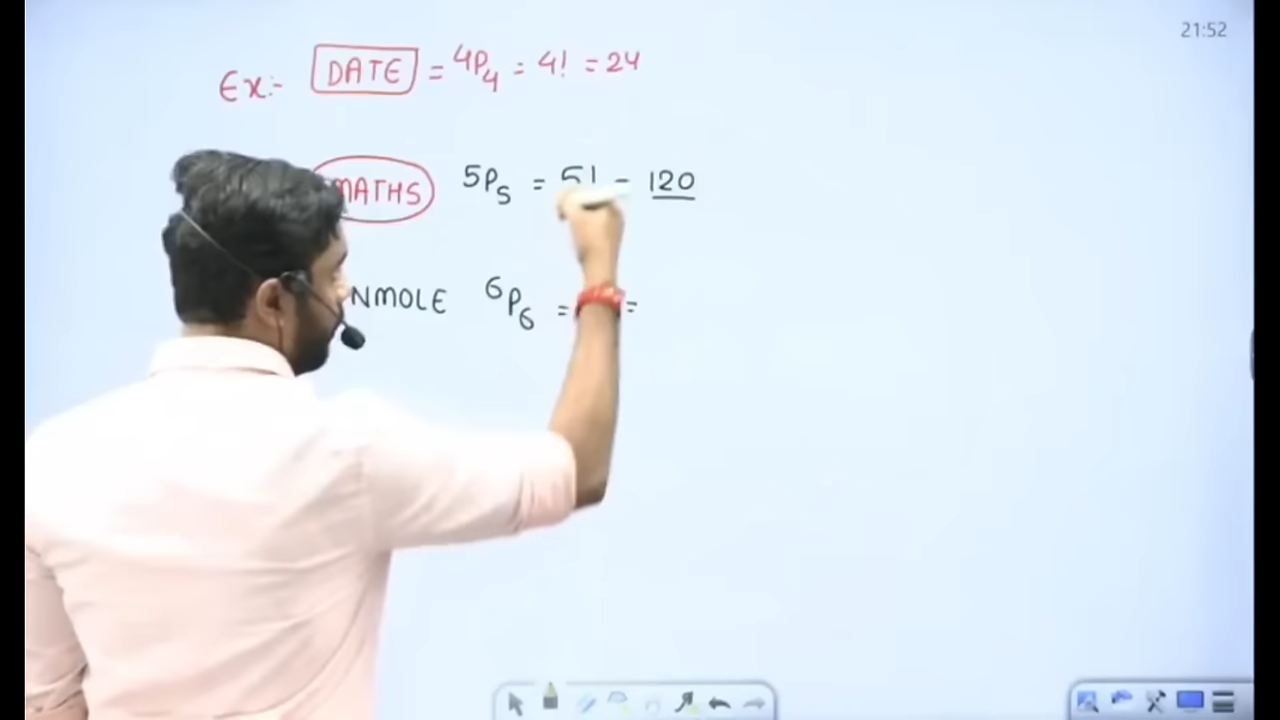 21:52
Ex:- DATE = 4P4 = 4! = 24
MATHS 5P5 = 5! = 120
NMOLE 6P6 = =